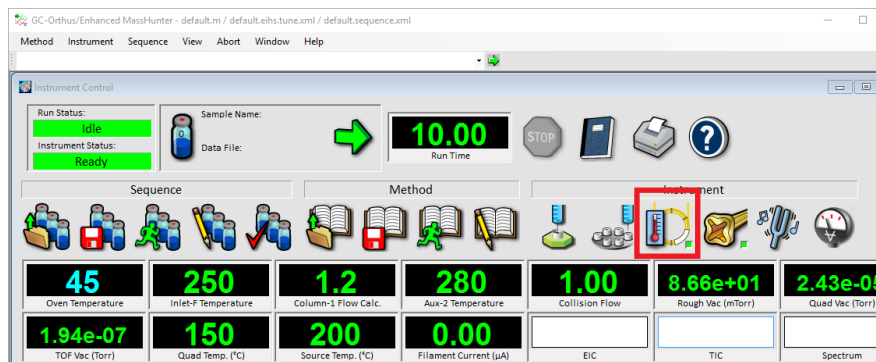 GC-Orthus/Enhanced MassHunter - default.m / default.eihs.tune.xml / default.sequence.xml
Method Instrument Sequence View Abort Window Help
Instrument Control
Run Status:
Idle
Instrument Status:
Ready
Sample Name:
Data File:
10.00
Run Time
STOP
Sequence Method Instrument
45 250 1.2 280 1.00 8.66e+01 2.43e-05
Oven Temperature Inlet-F Temperature Column-1 Flow Calc. Aux-2 Temperature Collision Flow Rough Vac (mTorr) Quad Vac (Torr)
1.94e-07 150 200 0.00
TOF Vac (Torr) Quad Temp. (°C) Source Temp. (°C) Filament Current (µA) EIC TIC Spectrum